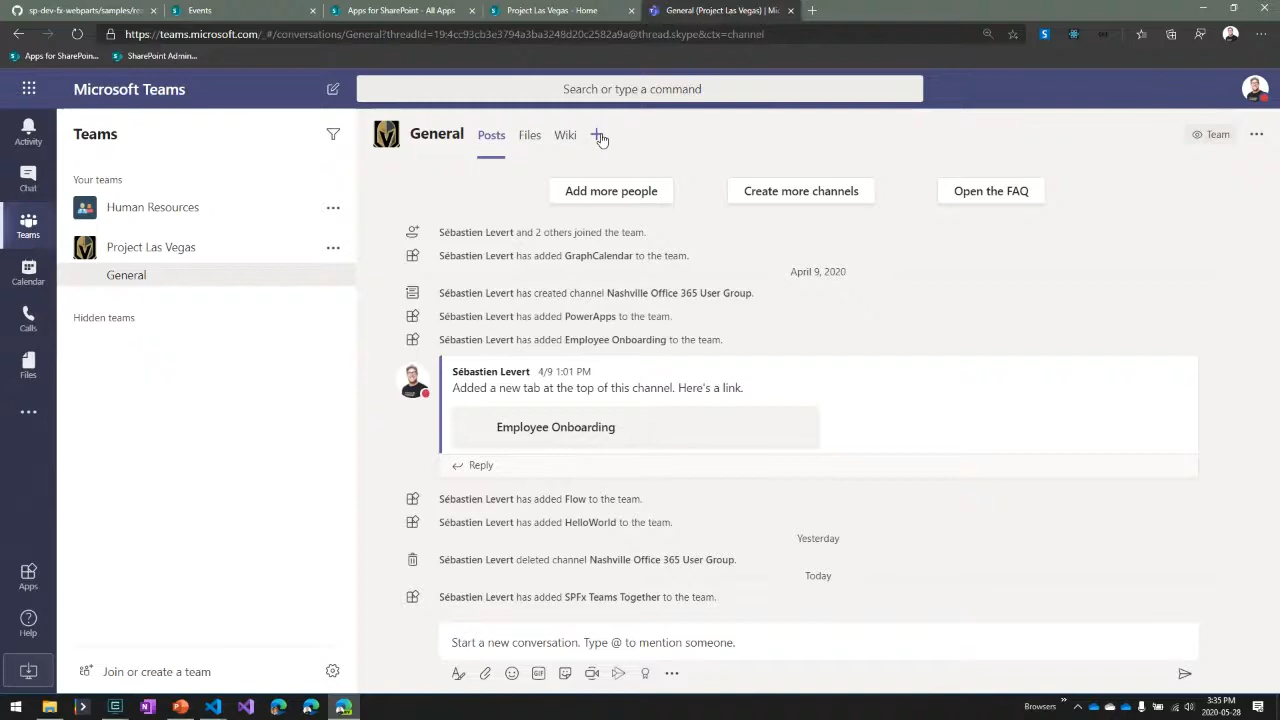 sp-dev-webparts/samples/re
Events
Apps for SharePoint - All Apps
Project Las Vegas - Home
General (Project Las Vegas) | Mic
https://teams.microsoft.com/_#/conversations/General?threadId=19:4cc93cb3e3794a3ba3248d20c2582a9a@thread.skype&ctx=channel
Apps for SharePoin...
SharePoint Admin...
Microsoft Teams
Search or type a command
Activity
Chat
Teams
Calendar
Calls
Files
Apps
Help
Teams
Your teams
Human Resources
Project Las Vegas
General
Hidden teams
Join or create a team
General
Posts
Files
Wiki
Team
Add more people
Create more channels
Open the FAQ
Sébastien Levert and 2 others joined the team.
Sébastien Levert has added GraphCalendar to the team.
April 9, 2020
Sébastien Levert has created channel Nashville Office 365 User Group.
Sébastien Levert has added PowerApps to the team.
Sébastien Levert has added Employee Onboarding to the team.
Sébastien Levert 4/9 1:01 PM
Added a new tab at the top of this channel. Here's a link.
Employee Onboarding
Reply
Sébastien Levert has added Flow to the team.
Sébastien Levert has added HelloWorld to the team.
Yesterday
Sébastien Levert deleted channel Nashville Office 365 User Group.
Today
Sébastien Levert has added SPFx Teams Together to the team.
Start a new conversation. Type @ to mention someone.
GIF
Browsers
3:35 PM
2020-05-28